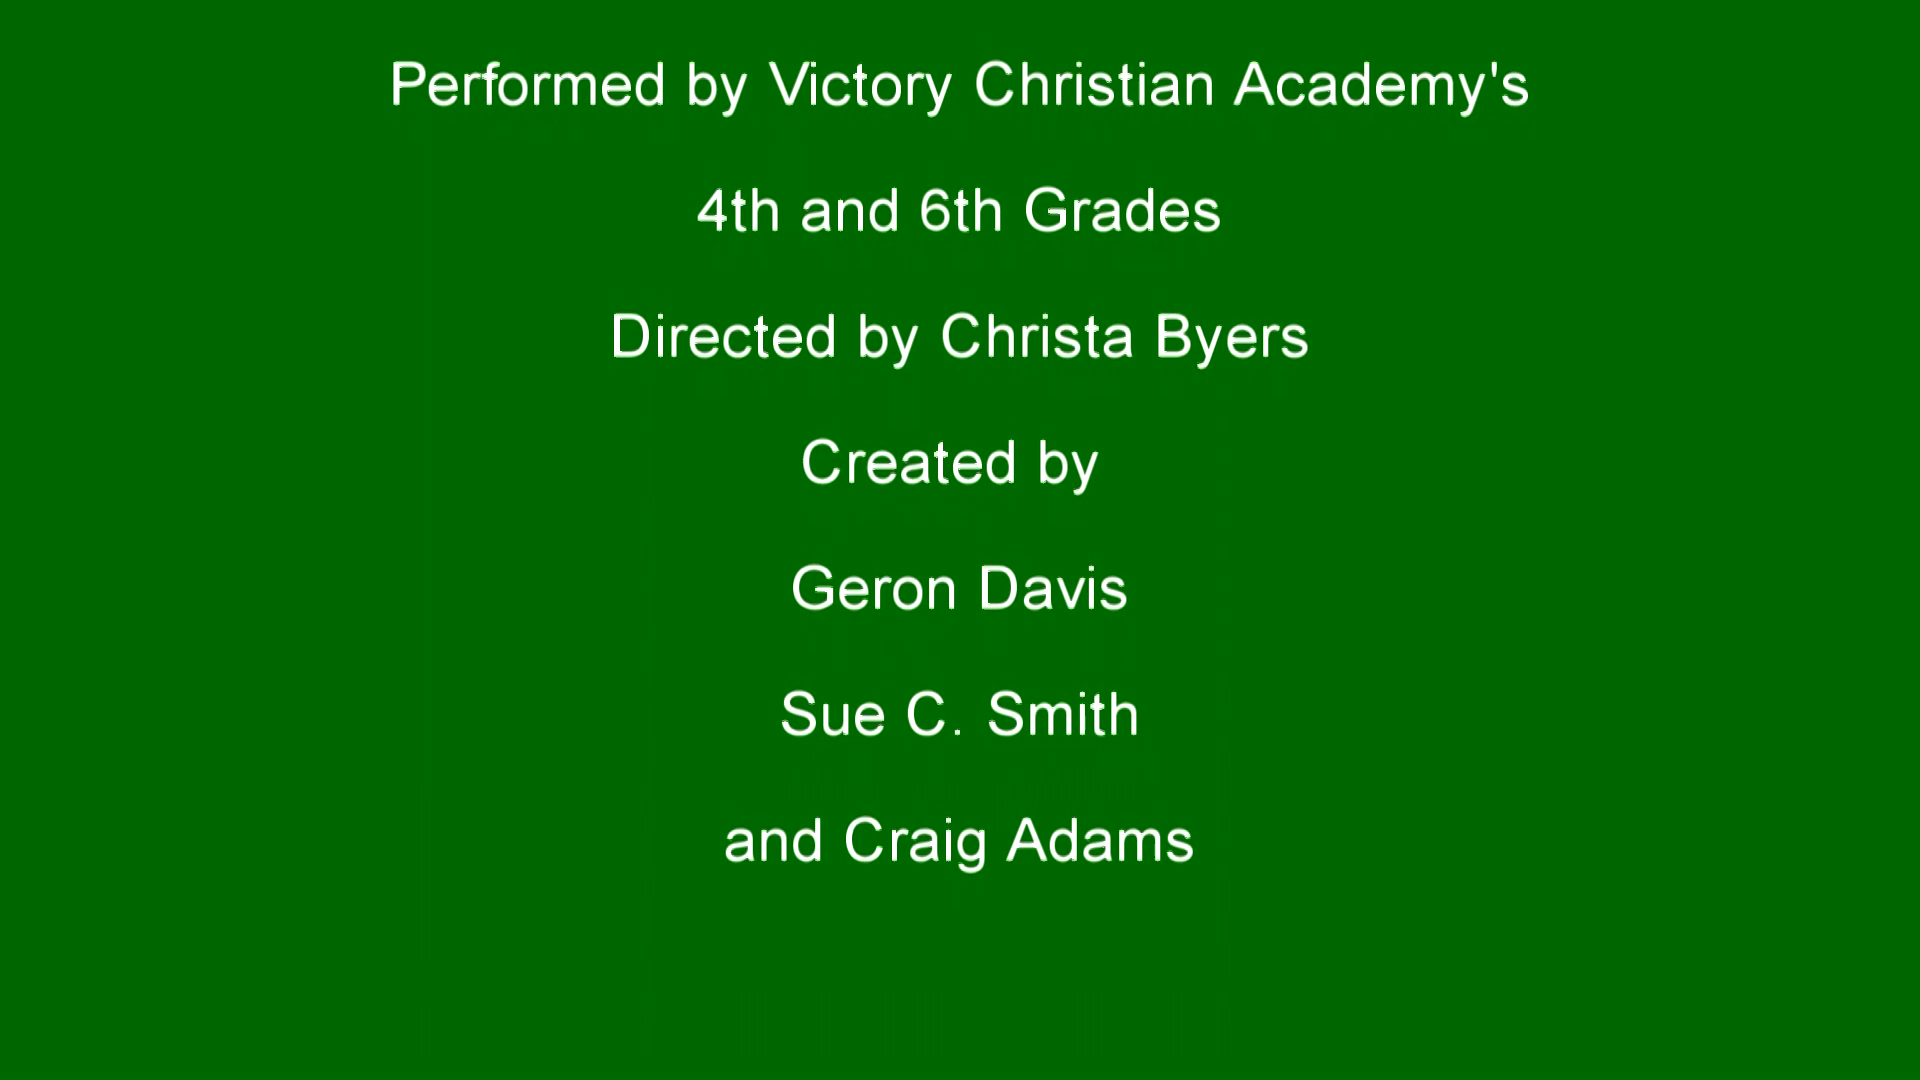 Performed by Victory Christian Academy's
4th and 6th Grades
Directed by Christa Byers
Created by
Geron Davis
Sue C. Smith
and Craig Adams